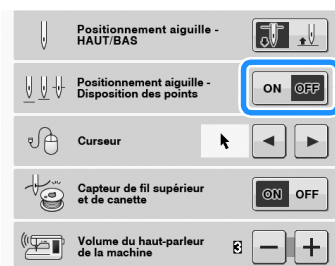 Positionnement aiguille -
HAUT/BAS
Positionnement aiguille -
Disposition des points
ON OFF
Curseur
Capteur de fil supérieur
et de canette
ON OFF
Volume du haut-parleur
de la machine
3 - +